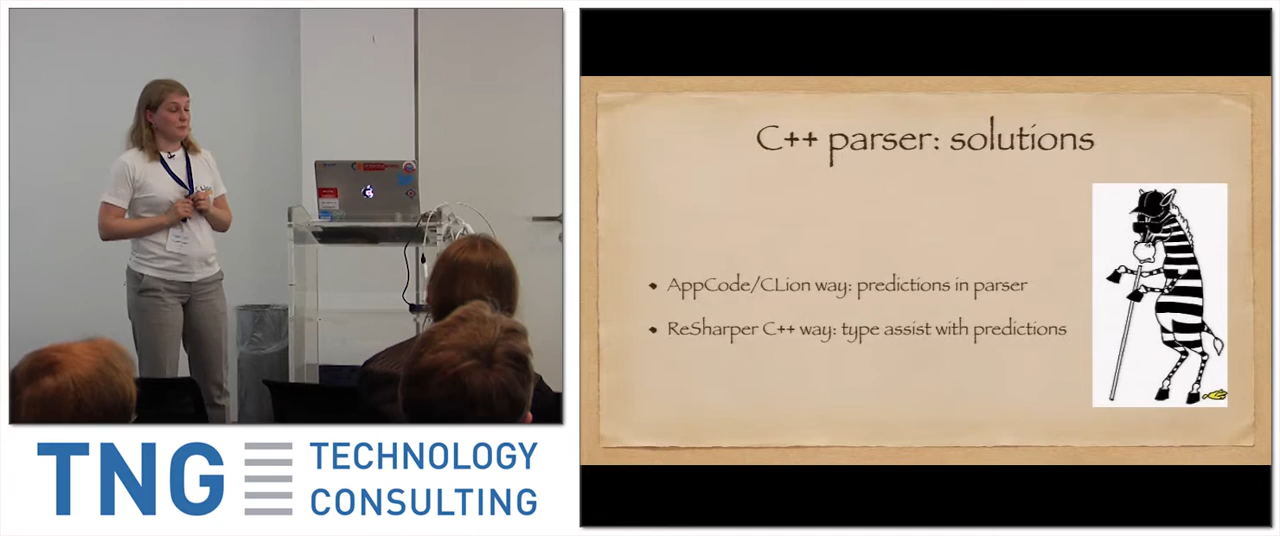 C++ parser: solutions
• AppCode/CLion way: predictions in parser
• ReSharper C++ way: type assist with predictions
TNG TECHNOLOGY
CONSULTING